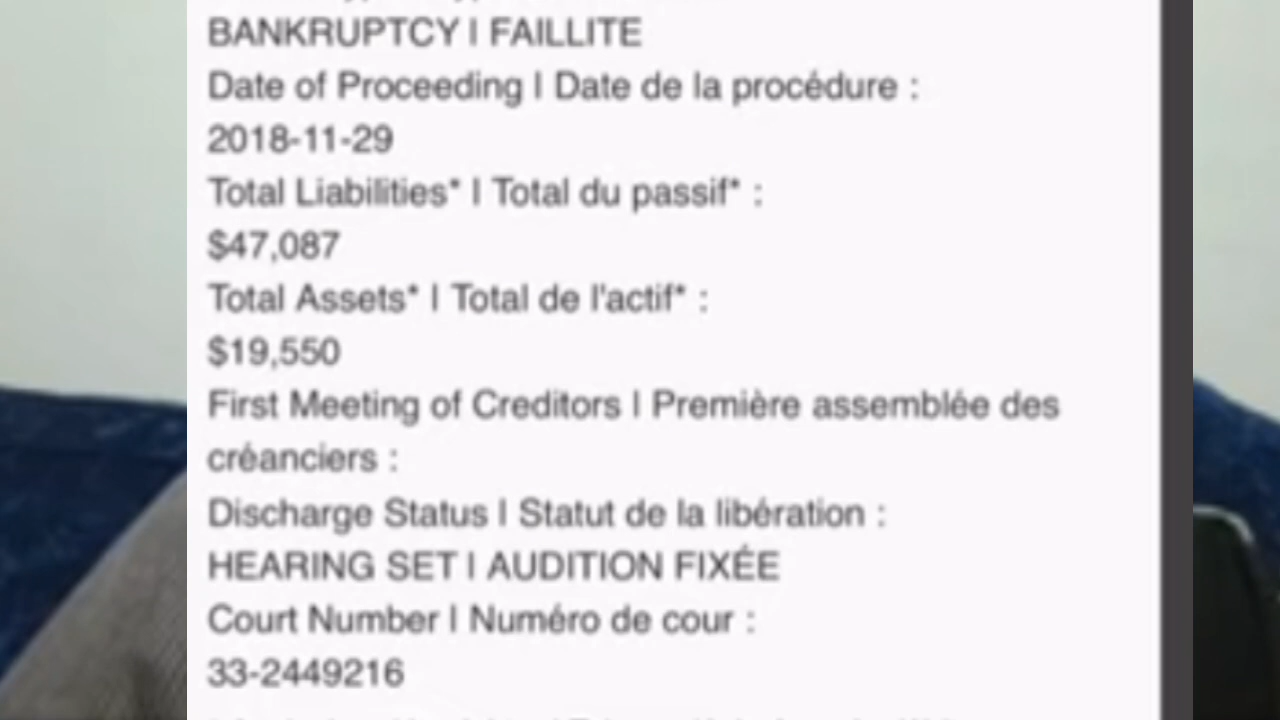 BANKRUPTCY | FAILLITE
Date of Proceeding | Date de la procédure :
2018-11-29
Total Liabilities* | Total du passif* :
$47,087
Total Assets* | Total de l'actif* :
$19,550
First Meeting of Creditors | Première assemblée des
créanciers :
Discharge Status | Statut de la libération :
HEARING SET | AUDITION FIXÉE
Court Number | Numéro de cour :
33-2449216